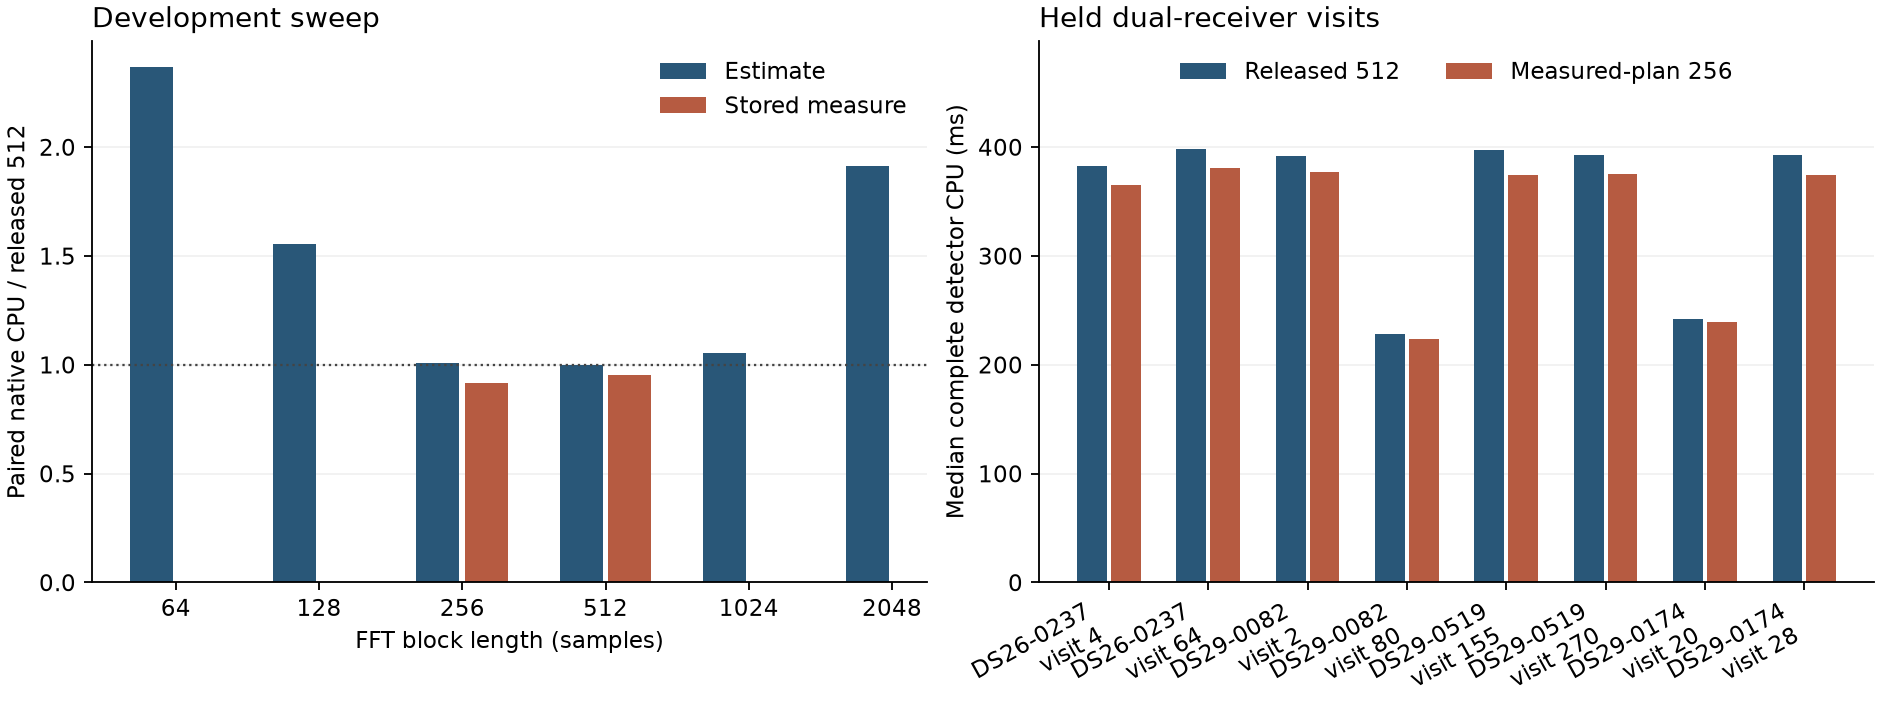 Development sweep
Estimate
Stored measure
Paired native CPU / released 512
2.0
1.5
1.0
0.5
0.0
64
128
256
512
1024
2048
FFT block length (samples)
Held dual-receiver visits
Released 512
Measured-plan 256
Median complete detector CPU (ms)
400
300
200
100
0
DS26-0237
visit 4
DS26-0237
visit 64
DS29-0082
visit 2
DS29-0082
visit 80
DS29-0519
visit 155
DS29-0519
visit 270
DS29-0174
visit 20
DS29-0174
visit 28